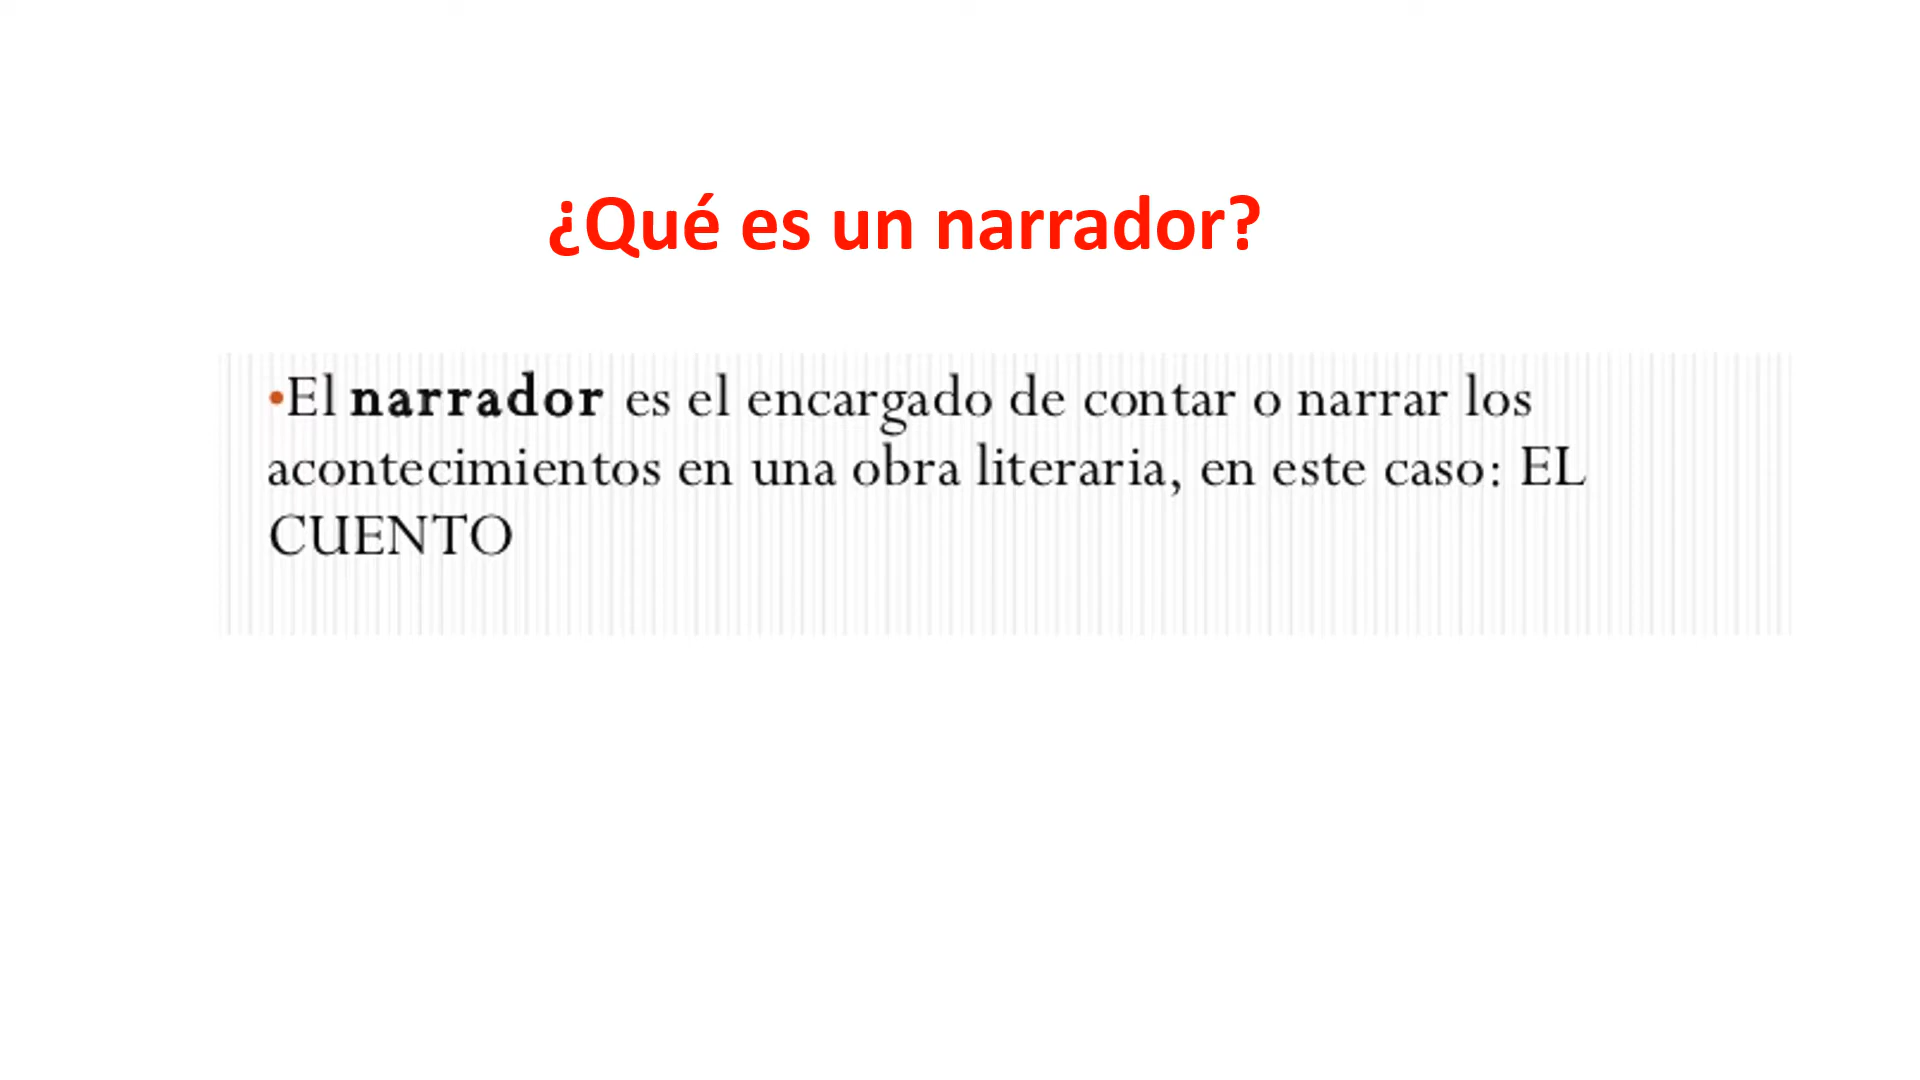 ¿Qué es un narrador?
•El narrador es el encargado de contar o narrar los
acontecimientos en una obra literaria, en este caso: EL
CUENTO